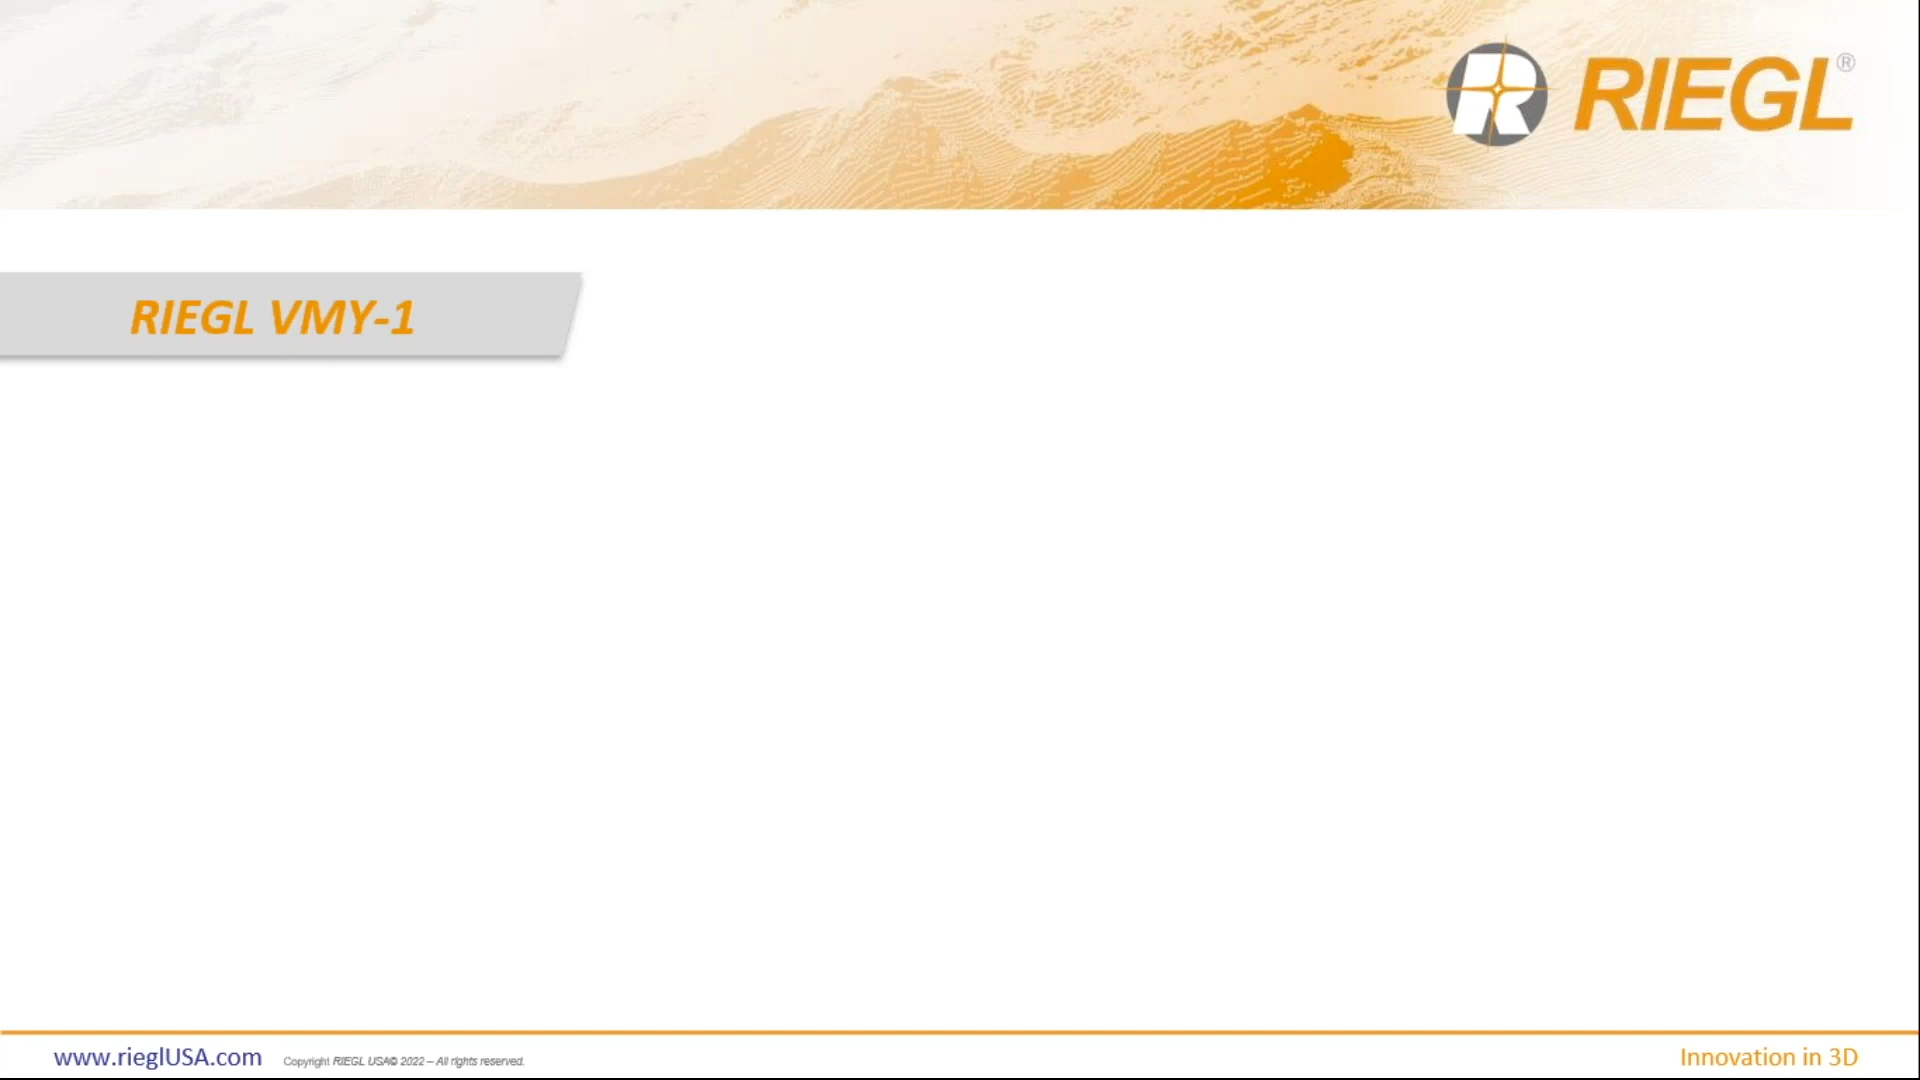 R RIEGL®
RIEGL VMY-1
www.rieglUSA.com Copyright RIEGL USA© 2022 – All rights reserved. Innovation in 3D